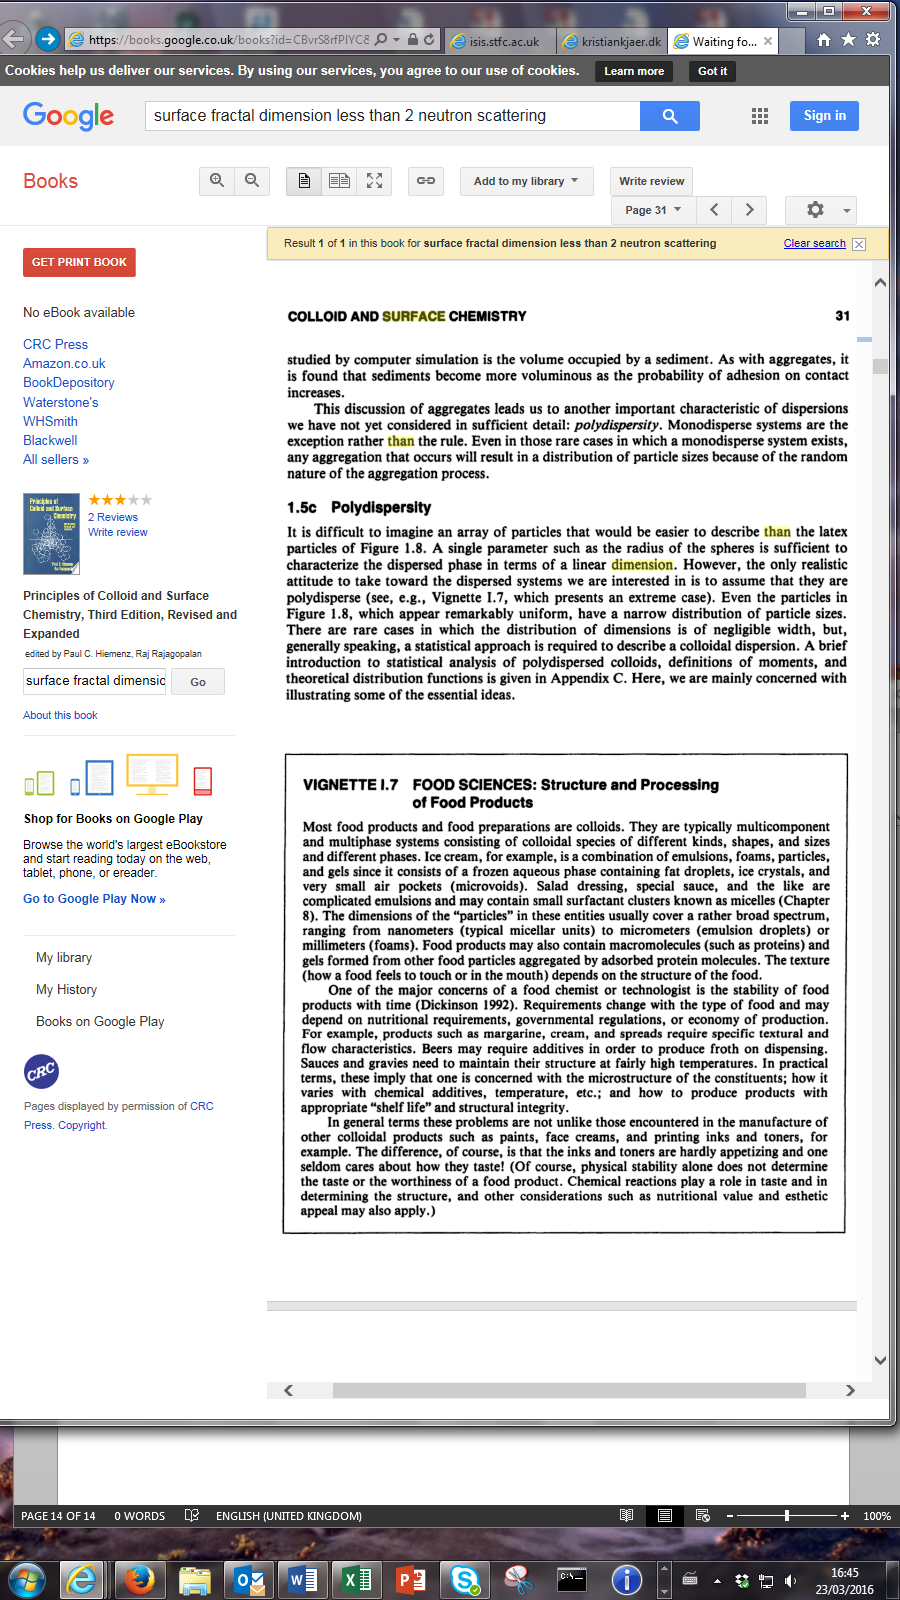 https://books.google.co.uk/books?id=CBvrS8rfPIYC&
isis.stfc.ac.uk
kristiankjaer.dk
Waiting fo...
Cookies help us deliver our services. By using our services, you agree to our use of cookies.
Learn more
Got it
Google
surface fractal dimension less than 2 neutron scattering
Sign in
Books
Add to my library
Write review
Page 31
Result 1 of 1 in this book for surface fractal dimension less than 2 neutron scattering
Clear search
GET PRINT BOOK
No eBook available
CRC Press
Amazon.co.uk
BookDepository
Waterstone's
WHSmith
Blackwell
All sellers »
Principles of
Colloid and Surface
Chemistry
2 Reviews
Write review
Principles of Colloid and Surface
Chemistry, Third Edition, Revised and
Expanded
edited by Paul C. Hiemenz, Raj Rajagopalan
surface fractal dimensio
Go
About this book
Shop for Books on Google Play
Browse the world's largest eBookstore
and start reading today on the web,
tablet, phone, or ereader.
Go to Google Play Now »
My library
My History
Books on Google Play
CRC
Pages displayed by permission of CRC
Press. Copyright.
COLLOID AND SURFACE CHEMISTRY 31
studied by computer simulation is the volume occupied by a sediment. As with aggregates, it
is found that sediments become more voluminous as the probability of adhesion on contact
increases.
This discussion of aggregates leads us to another important characteristic of dispersions
we have not yet considered in sufficient detail: polydispersity. Monodisperse systems are the
exception rather than the rule. Even in those rare cases in which a monodisperse system exists,
any aggregation that occurs will result in a distribution of particle sizes because of the random
nature of the aggregation process.
1.5c Polydispersity
It is difficult to imagine an array of particles that would be easier to describe than the latex
particles of Figure 1.8. A single parameter such as the radius of the spheres is sufficient to
characterize the dispersed phase in terms of a linear dimension. However, the only realistic
attitude to take toward the dispersed systems we are interested in is to assume that they are
polydisperse (see, e.g., Vignette I.7, which presents an extreme case). Even the particles in
Figure 1.8, which appear remarkably uniform, have a narrow distribution of particle sizes.
There are rare cases in which the distribution of dimensions is of negligible width, but,
generally speaking, a statistical approach is required to describe a colloidal dispersion. A brief
introduction to statistical analysis of polydispersed colloids, definitions of moments, and
theoretical distribution functions is given in Appendix C. Here, we are mainly concerned with
illustrating some of the essential ideas.
VIGNETTE I.7 FOOD SCIENCES: Structure and Processing
of Food Products
Most food products and food preparations are colloids. They are typically multicomponent
and multiphase systems consisting of colloidal species of different kinds, shapes, and sizes
and different phases. Ice cream, for example, is a combination of emulsions, foams, particles,
and gels since it consists of a frozen aqueous phase containing fat droplets, ice crystals, and
very small air pockets (microvoids). Salad dressing, special sauce, and the like are
complicated emulsions and may contain small surfactant clusters known as micelles (Chapter
8). The dimensions of the "particles" in these entities usually cover a rather broad spectrum,
ranging from nanometers (typical micellar units) to micrometers (emulsion droplets) or
millimeters (foams). Food products may also contain macromolecules (such as proteins) and
gels formed from other food particles aggregated by adsorbed protein molecules. The texture
(how a food feels to touch or in the mouth) depends on the structure of the food.
One of the major concerns of a food chemist or technologist is the stability of food
products with time (Dickinson 1992). Requirements change with the type of food and may
depend on nutritional requirements, governmental regulations, or economy of production.
For example, products such as margarine, cream, and spreads require specific textural and
flow characteristics. Beers may require additives in order to produce froth on dispensing.
Sauces and gravies need to maintain their structure at fairly high temperatures. In practical
terms, these imply that one is concerned with the microstructure of the constituents; how it
varies with chemical additives, temperature, etc.; and how to produce products with
appropriate "shelf life" and structural integrity.
In general terms these problems are not unlike those encountered in the manufacture of
other colloidal products such as paints, face creams, and printing inks and toners, for
example. The difference, of course, is that the inks and toners are hardly appetizing and one
seldom cares about how they taste! (Of course, physical stability alone does not determine
the taste or the worthiness of a food product. Chemical reactions play a role in taste and in
determining the structure, and other considerations such as nutritional value and esthetic
appeal may also apply.)
PAGE 14 OF 14 0 WORDS ENGLISH (UNITED KINGDOM) 100%
16:45
23/03/2016